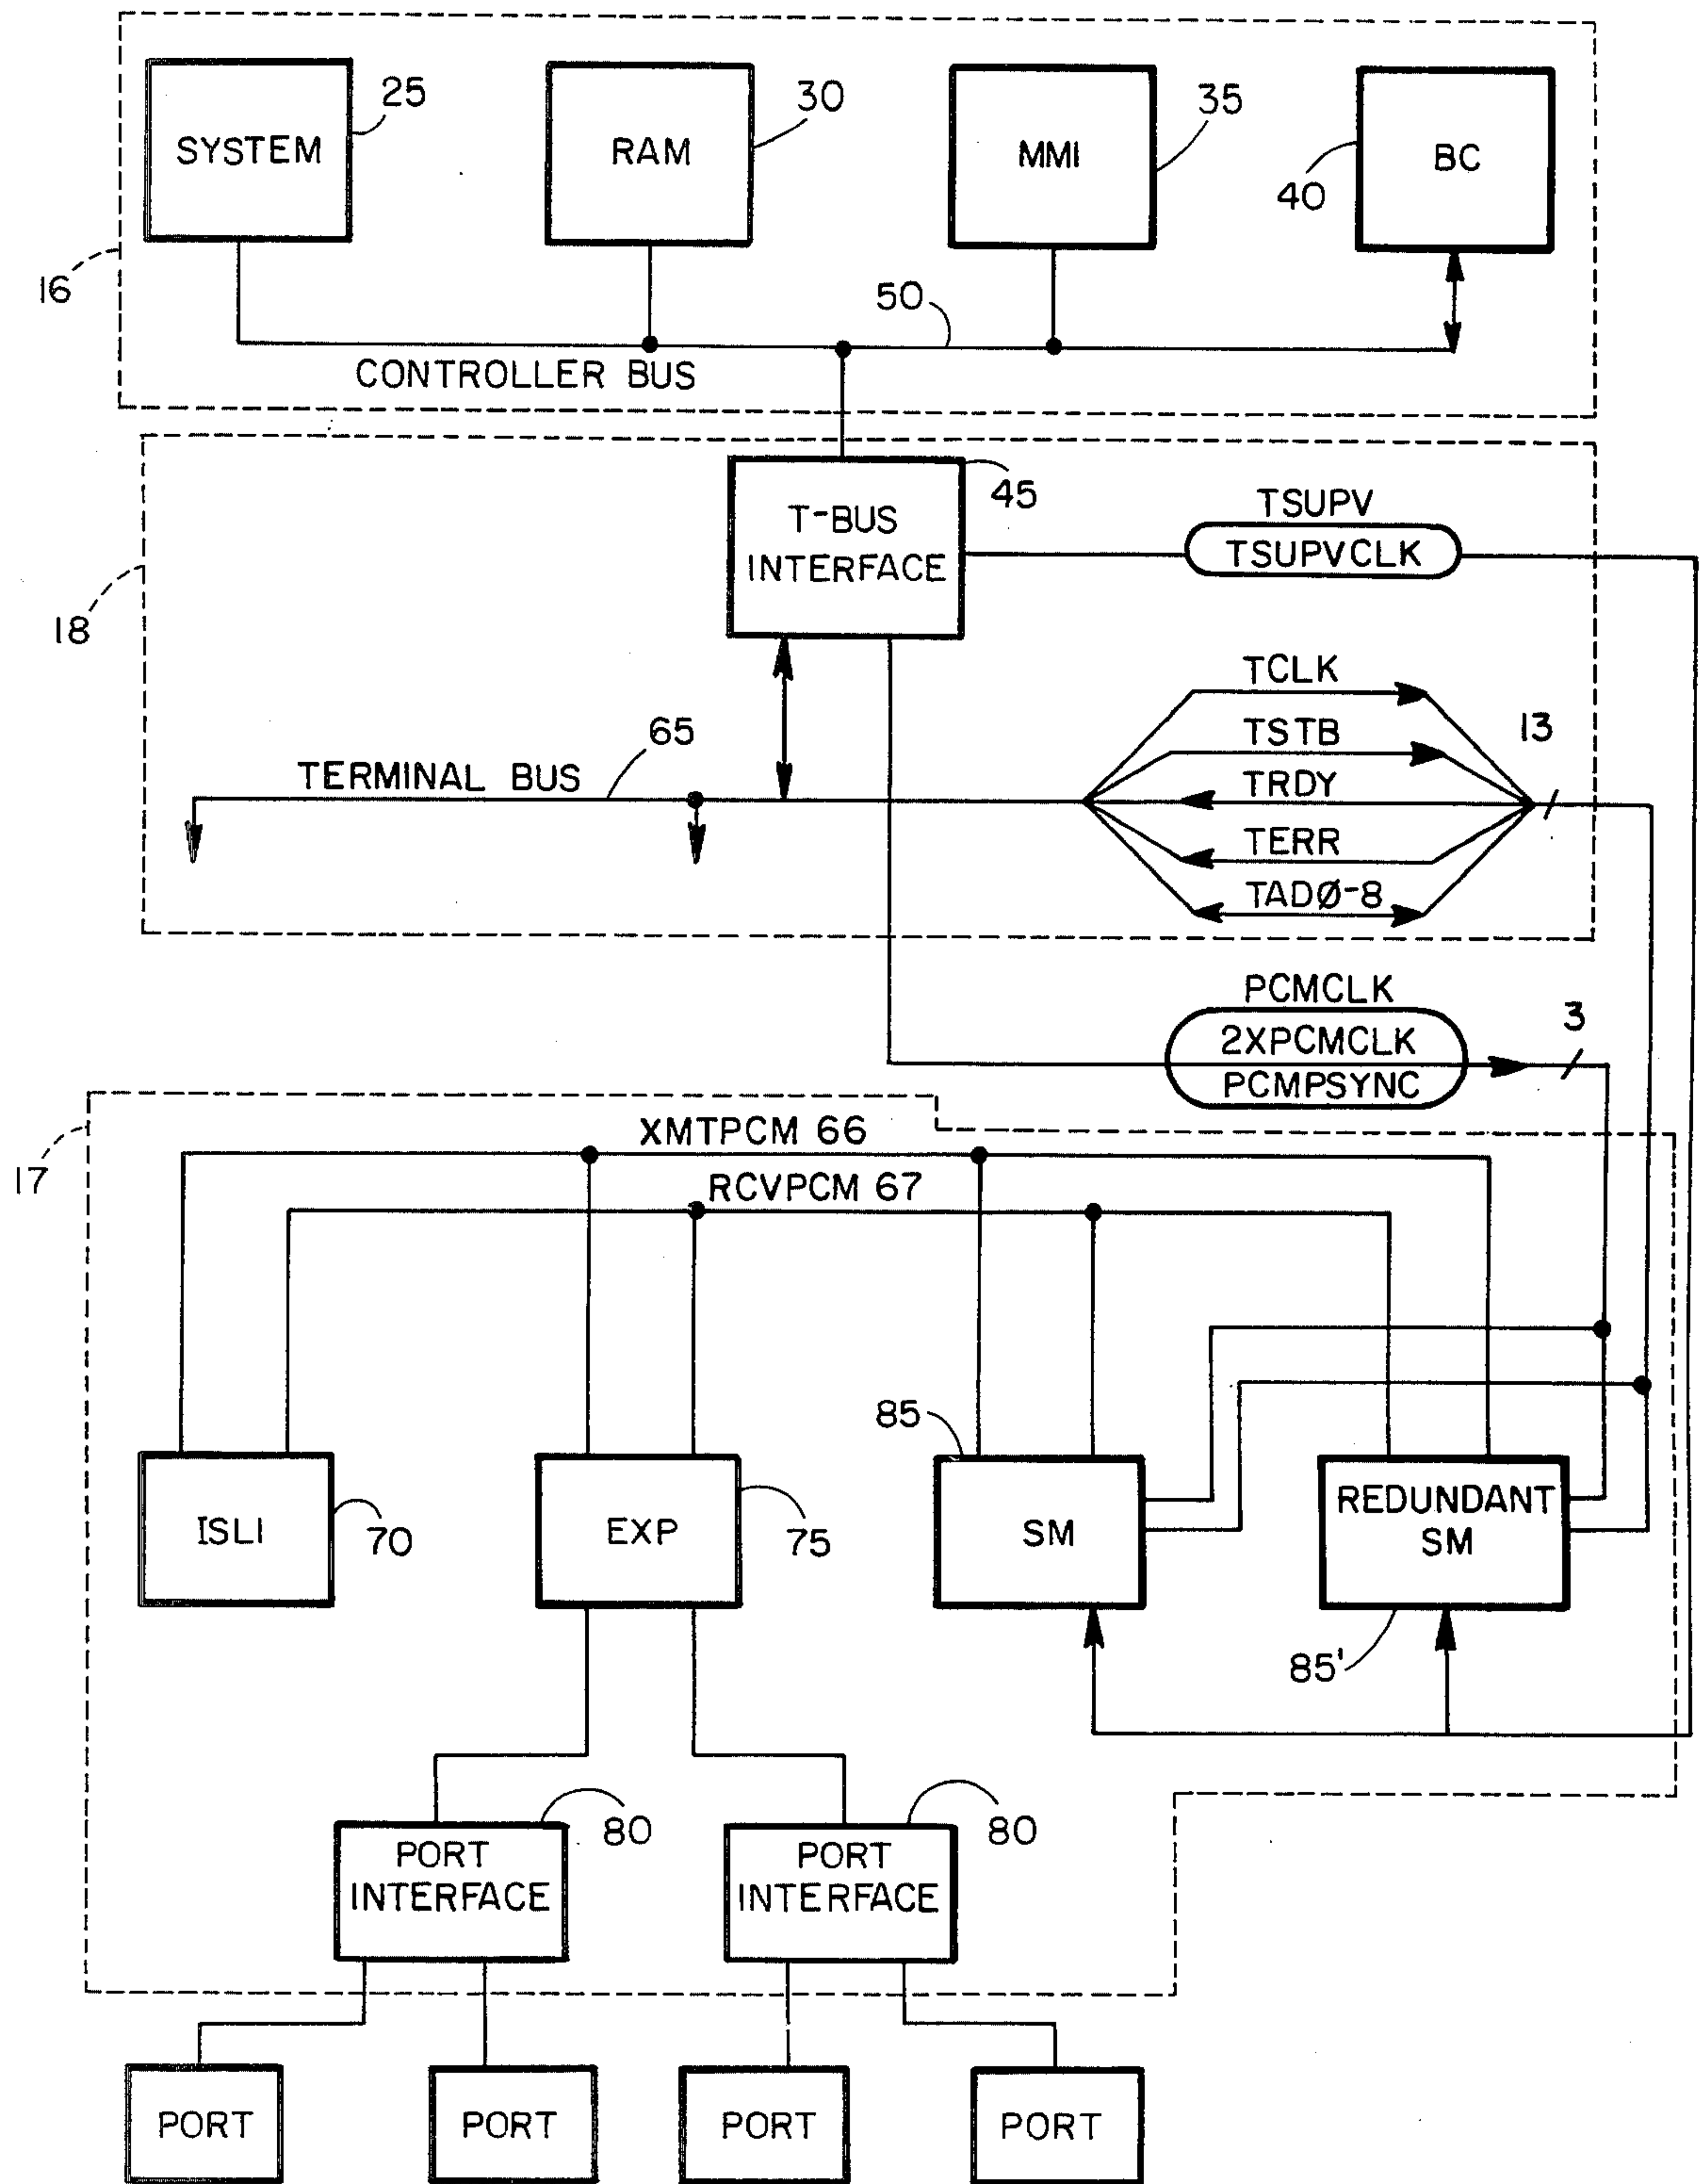 SYSTEM
25
RAM
30
MMI
35
BC
40
16
50
CONTROLLER BUS
T-BUS
INTERFACE
45
TSUPV
TSUPVCLK
18
TCLK
TSTB
TRDY
TERR
TADØ-8
13
TERMINAL BUS
65
PCMCLK
2XPCMCLK
PCMPSYNC
3
17
XMTPCM 66
RCVPCM 67
ISLI
70
EXP
75
85
SM
REDUNDANT
SM
85'
PORT
INTERFACE
80
PORT
INTERFACE
80
PORT
PORT
PORT
PORT